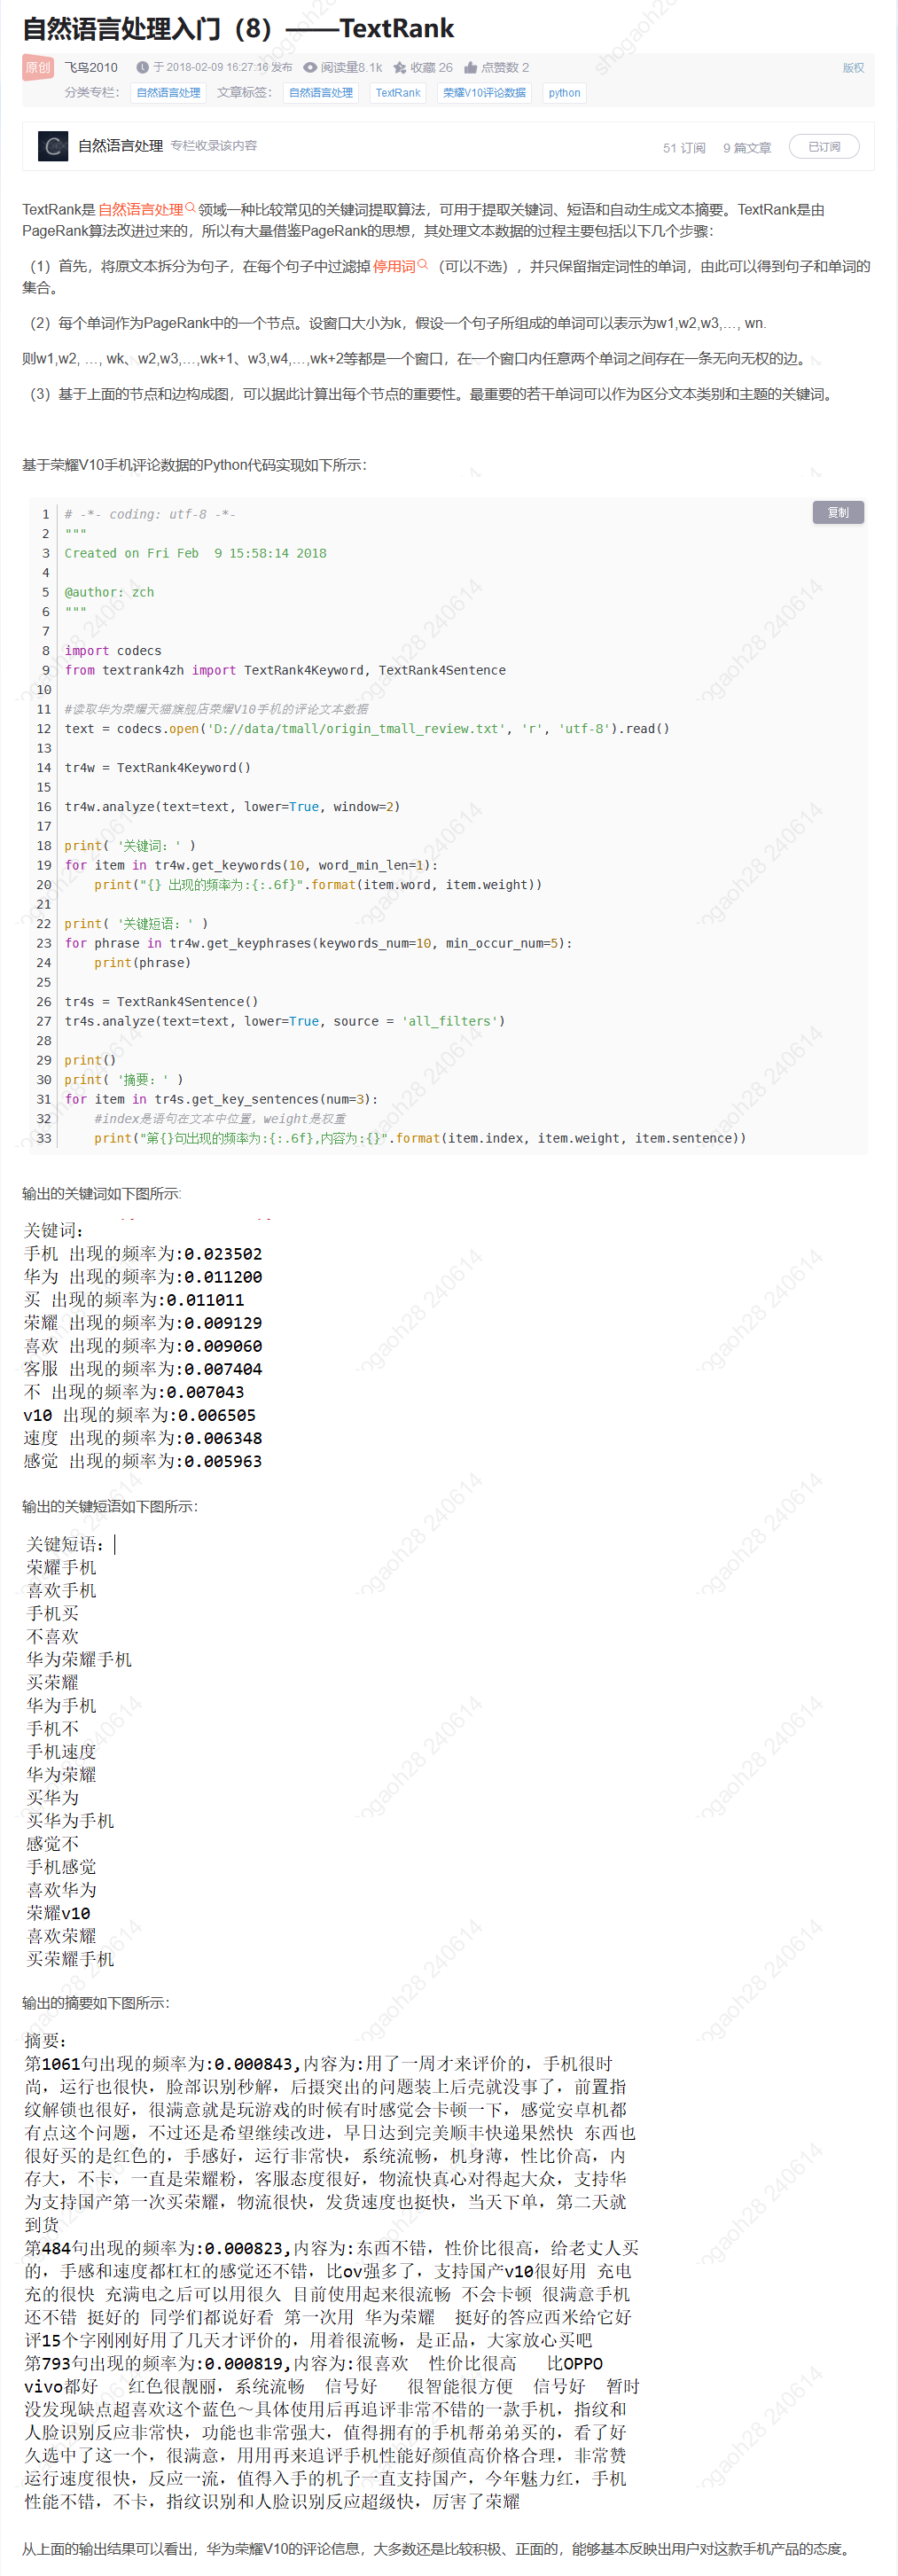 自然语言处理入门（8）——TextRank
原创 飞鸟2010 于 2018-02-09 16:27:16 发布 阅读量8.1k 收藏 26 点赞数 2 版权
分类专栏： 自然语言处理 文章标签： 自然语言处理 TextRank 荣耀V10评论数据 python
自然语言处理 专栏收录该内容 51 订阅 9 篇文章 已订阅
TextRank是 自然语言处理 领域一种比较常见的关键词提取算法，可用于提取关键词、短语和自动生成文本摘要。TextRank是由
PageRank算法改进过来的，所以有大量借鉴PageRank的思想，其处理文本数据的过程主要包括以下几个步骤：
（1）首先，将原文本拆分为句子，在每个句子中过滤掉 停用词 （可以不选），并只保留指定词性的单词，由此可以得到句子和单词的
集合。
（2）每个单词作为PageRank中的一个节点。设窗口大小为k，假设一个句子所组成的单词可以表示为w1,w2,w3,…, wn.
则w1,w2, …, wk、w2,w3,…,wk+1、w3,w4,…,wk+2等都是一个窗口，在一个窗口内任意两个单词之间存在一条无向无权的边。
（3）基于上面的节点和边构成图，可以据此计算出每个节点的重要性。最重要的若干单词可以作为区分文本类别和主题的关键词。
基于荣耀V10手机评论数据的Python代码实现如下所示：
复制
1 # -*- coding: utf-8 -*-
2 """
3 Created on Fri Feb  9 15:58:14 2018
4
5 @author: zch
6 """
7
8 import codecs
9 from textrank4zh import TextRank4Keyword, TextRank4Sentence
10
11 #读取华为荣耀天猫旗舰店荣耀V10手机的评论文本数据
12 text = codecs.open('D://data/tmall/origin_tmall_review.txt', 'r', 'utf-8').read()
13
14 tr4w = TextRank4Keyword()
15
16 tr4w.analyze(text=text, lower=True, window=2)
17
18 print( '关键词：' )
19 for item in tr4w.get_keywords(10, word_min_len=1):
20     print("{} 出现的频率为:{:.6f}".format(item.word, item.weight))
21
22 print( '关键短语：' )
23 for phrase in tr4w.get_keyphrases(keywords_num=10, min_occur_num=5):
24     print(phrase)
25
26 tr4s = TextRank4Sentence()
27 tr4s.analyze(text=text, lower=True, source = 'all_filters')
28
29 print()
30 print( '摘要：' )
31 for item in tr4s.get_key_sentences(num=3):
32     #index是语句在文本中位置，weight是权重
33     print("第{}句出现的频率为:{:.6f},内容为:{}".format(item.index, item.weight, item.sentence))
输出的关键词如下图所示:
关键词：
手机 出现的频率为:0.023502
华为 出现的频率为:0.011200
买 出现的频率为:0.011011
荣耀 出现的频率为:0.009129
喜欢 出现的频率为:0.009060
客服 出现的频率为:0.007404
不 出现的频率为:0.007043
v10 出现的频率为:0.006505
速度 出现的频率为:0.006348
感觉 出现的频率为:0.005963
输出的关键短语如下图所示：
关键短语：
荣耀手机
喜欢手机
手机买
不喜欢
华为荣耀手机
买荣耀
华为手机
手机不
手机速度
华为荣耀
买华为
买华为手机
感觉不
手机感觉
喜欢华为
荣耀v10
喜欢荣耀
买荣耀手机
输出的摘要如下图所示：
摘要：
第1061句出现的频率为:0.000843,内容为:用了一周才来评价的，手机很时
尚，运行也很快，脸部识别秒解，后摄突出的问题装上后壳就没事了，前置指
纹解锁也很好，很满意就是玩游戏的时候有时感觉会卡顿一下，感觉安卓机都
有点这个问题，不过还是希望继续改进，早日达到完美顺丰快递果然快 东西也
很好买的是红色的，手感好，运行非常快，系统流畅，机身薄，性比价高，内
存大，不卡，一直是荣耀粉，客服态度很好，物流快真心对得起大众，支持华
为支持国产第一次买荣耀，物流很快，发货速度也挺快，当天下单，第二天就
到货
第484句出现的频率为:0.000823,内容为:东西不错，性价比很高，给老丈人买
的，手感和速度都杠杠的感觉还不错，比ov强多了，支持国产v10很好用 充电
充的很快 充满电之后可以用很久 目前使用起来很流畅 不会卡顿 很满意手机
还不错 挺好的 同学们都说好看 第一次用 华为荣耀  挺好的答应西米给它好
评15个字刚刚好用了几天才评价的，用着很流畅，是正品，大家放心买吧
第793句出现的频率为:0.000819,内容为:很喜欢  性价比很高   比OPPO
vivo都好   红色很靓丽，系统流畅  信号好   很智能很方便  信号好  暂时
没发现缺点超喜欢这个蓝色～具体使用后再追评非常不错的一款手机，指纹和
人脸识别反应非常快，功能也非常强大，值得拥有的手机帮弟弟买的，看了好
久选中了这一个，很满意，用用再来追评手机性能好颜值高价格合理，非常赞
运行速度很快，反应一流，值得入手的机子一直支持国产，今年魅力红，手机
性能不错，不卡，指纹识别和人脸识别反应超级快，厉害了荣耀
从上面的输出结果可以看出，华为荣耀V10的评论信息，大多数还是比较积极、正面的，能够基本反映出用户对这款手机产品的态度。